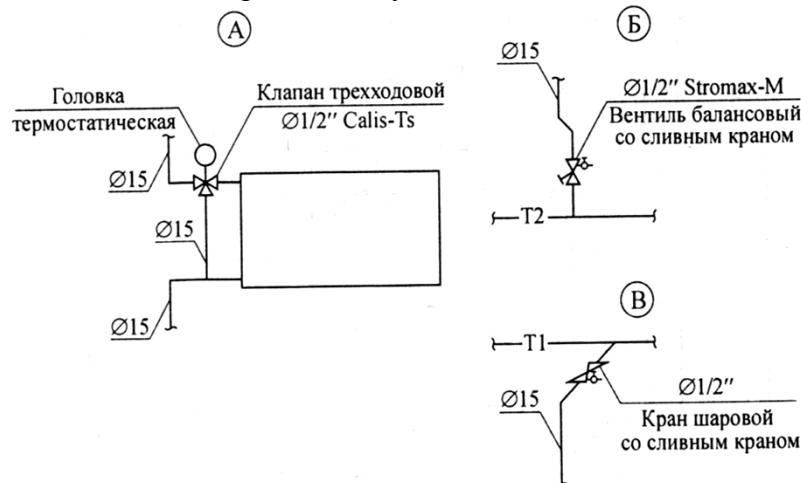 А
Головка
термостатическая
Клапан трехходовой
Ø1/2″ Calis-Ts
Ø15
Ø15
Ø15
Б
Ø15
Ø1/2″ Stromax-M
Вентиль балансовый
со сливным краном
Т2
В
Т1
Ø15
Ø1/2″
Кран шаровой
со сливным краном